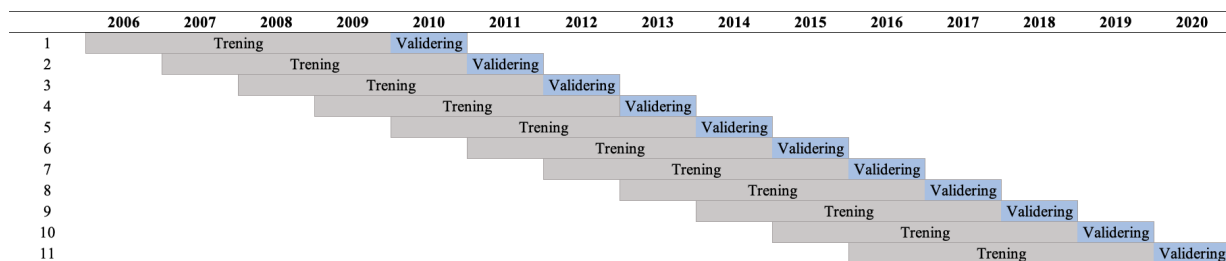 2006 2007 2008 2009 2010 2011 2012 2013 2014 2015 2016 2017 2018 2019 2020
1 Trening Validering
2 Trening Validering
3 Trening Validering
4 Trening Validering
5 Trening Validering
6 Trening Validering
7 Trening Validering
8 Trening Validering
9 Trening Validering
10 Trening Validering
11 Trening Validering